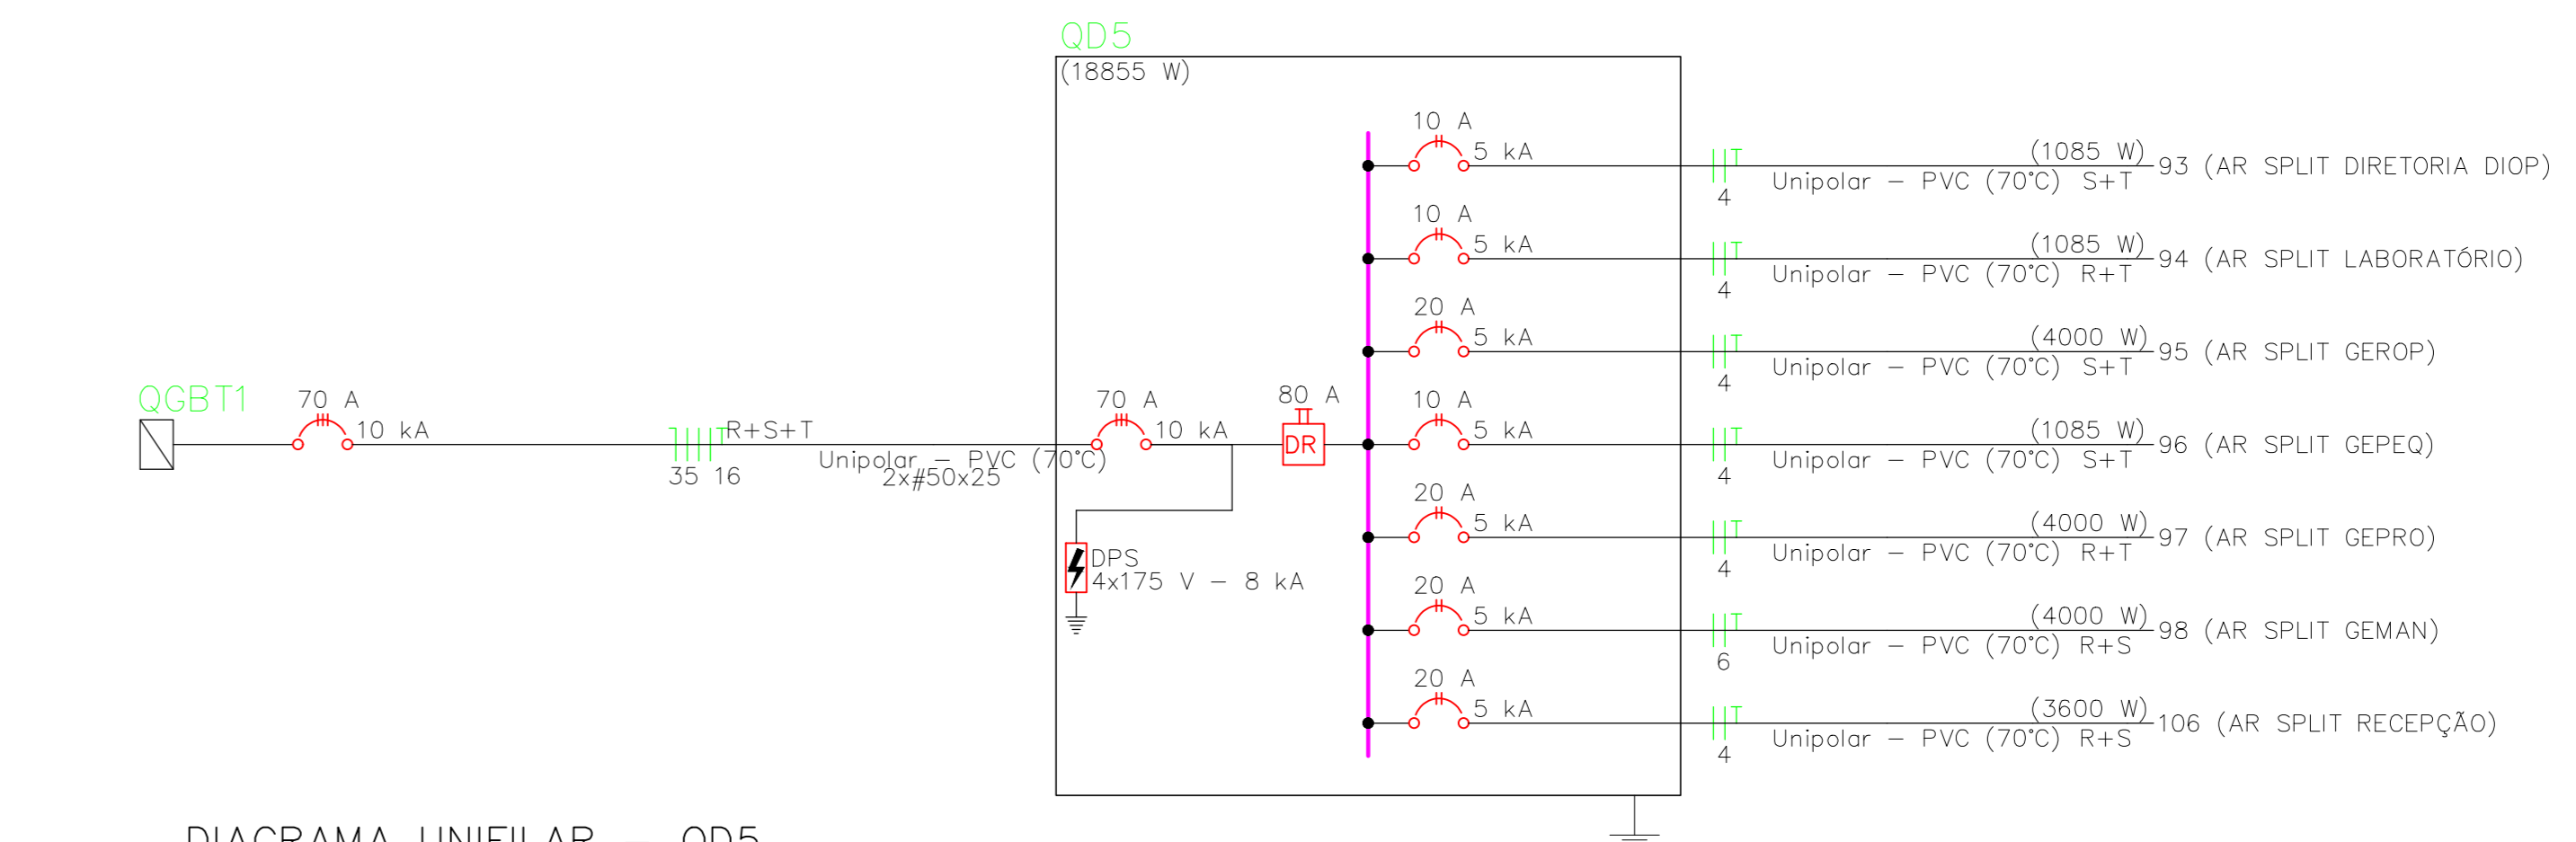 QD5
(18855 W)
10 A
5 kA
(1085 W)
93 (AR SPLIT DIRETORIA DIOP)
4
Unipolar – PVC (70°C) S+T
10 A
5 kA
(1085 W)
94 (AR SPLIT LABORATÓRIO)
4
Unipolar – PVC (70°C) R+T
20 A
5 kA
(4000 W)
95 (AR SPLIT GEROP)
4
Unipolar – PVC (70°C) S+T
QGBT1
70 A
10 kA
R+S+T
35 16
Unipolar – PVC (70°C)
2x#50x25
70 A
10 kA
80 A
DR
10 A
5 kA
(1085 W)
96 (AR SPLIT GEPEQ)
4
Unipolar – PVC (70°C) S+T
DPS
4x175 V – 8 kA
20 A
5 kA
(4000 W)
97 (AR SPLIT GEPRO)
4
Unipolar – PVC (70°C) R+T
20 A
5 kA
(4000 W)
98 (AR SPLIT GEMAN)
6
Unipolar – PVC (70°C) R+S
20 A
5 kA
(3600 W)
106 (AR SPLIT RECEPÇÃO)
4
Unipolar – PVC (70°C) R+S
DIAGRAMA UNIFILAR – QD5